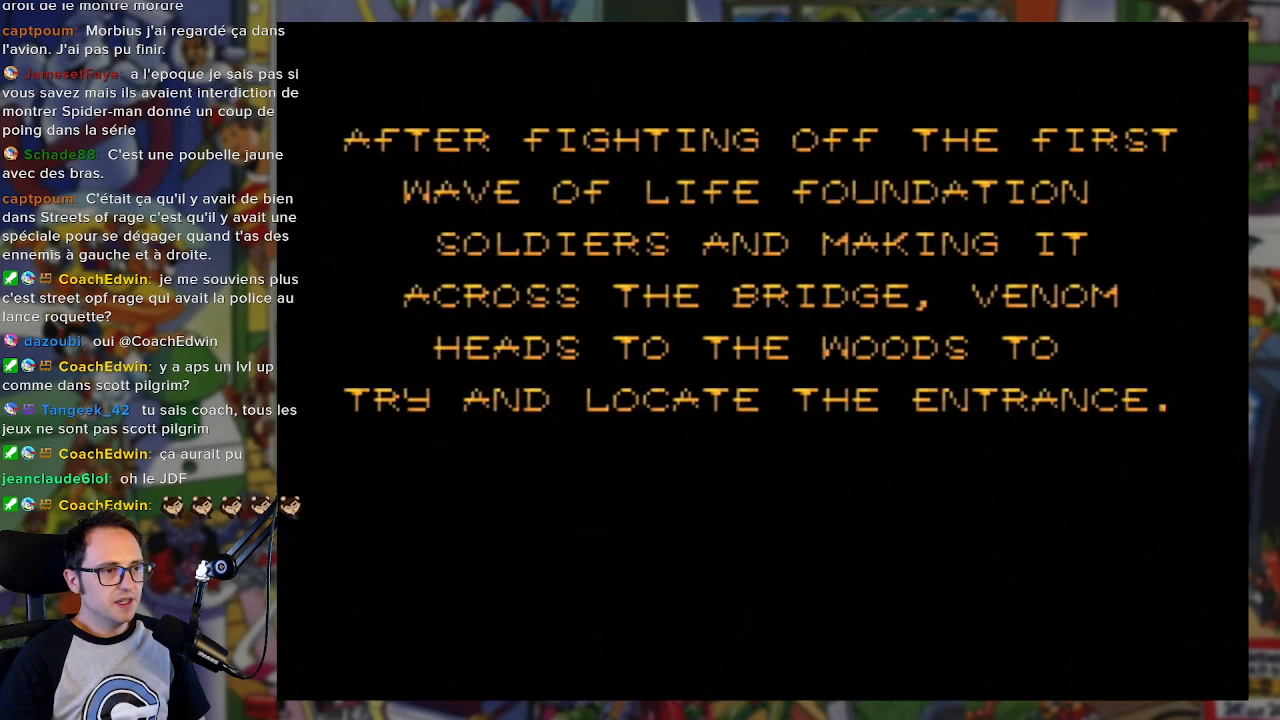 droit de le montre mordre
captpoum: Morbius j'ai regardé ça dans
l'avion. J'ai pas pu finir.
JamesetFaye: a l'epoque je sais pas si
vous savez mais ils avaient interdiction de
montrer Spider-man donné un coup de
poing dans la série
Schade88: C'est une poubelle jaune
avec des bras.
captpoum: C'était ça qu'il y avait de bien
dans Streets of rage c'est qu'il y avait une
spéciale pour se dégager quand t'as des
ennemis à gauche et à droite.
CoachEdwin: je me souviens plus
c'est street opf rage qui avait la police au
lance roquette?
dazoubi: oui @CoachEdwin
CoachEdwin: y a aps un lvl up
comme dans scott pilgrim?
Tangeek_42: tu sais coach, tous les
jeux ne sont pas scott pilgrim
CoachEdwin: ça aurait pu
jeanclaude6lol: oh le JDF
CoachEdwin:
AFTER FIGHTING OFF THE FIRST
WAVE OF LIFE FOUNDATION
SOLDIERS AND MAKING IT
ACROSS THE BRIDGE, VENOM
HEADS TO THE WOODS TO
TRY AND LOCATE THE ENTRANCE.